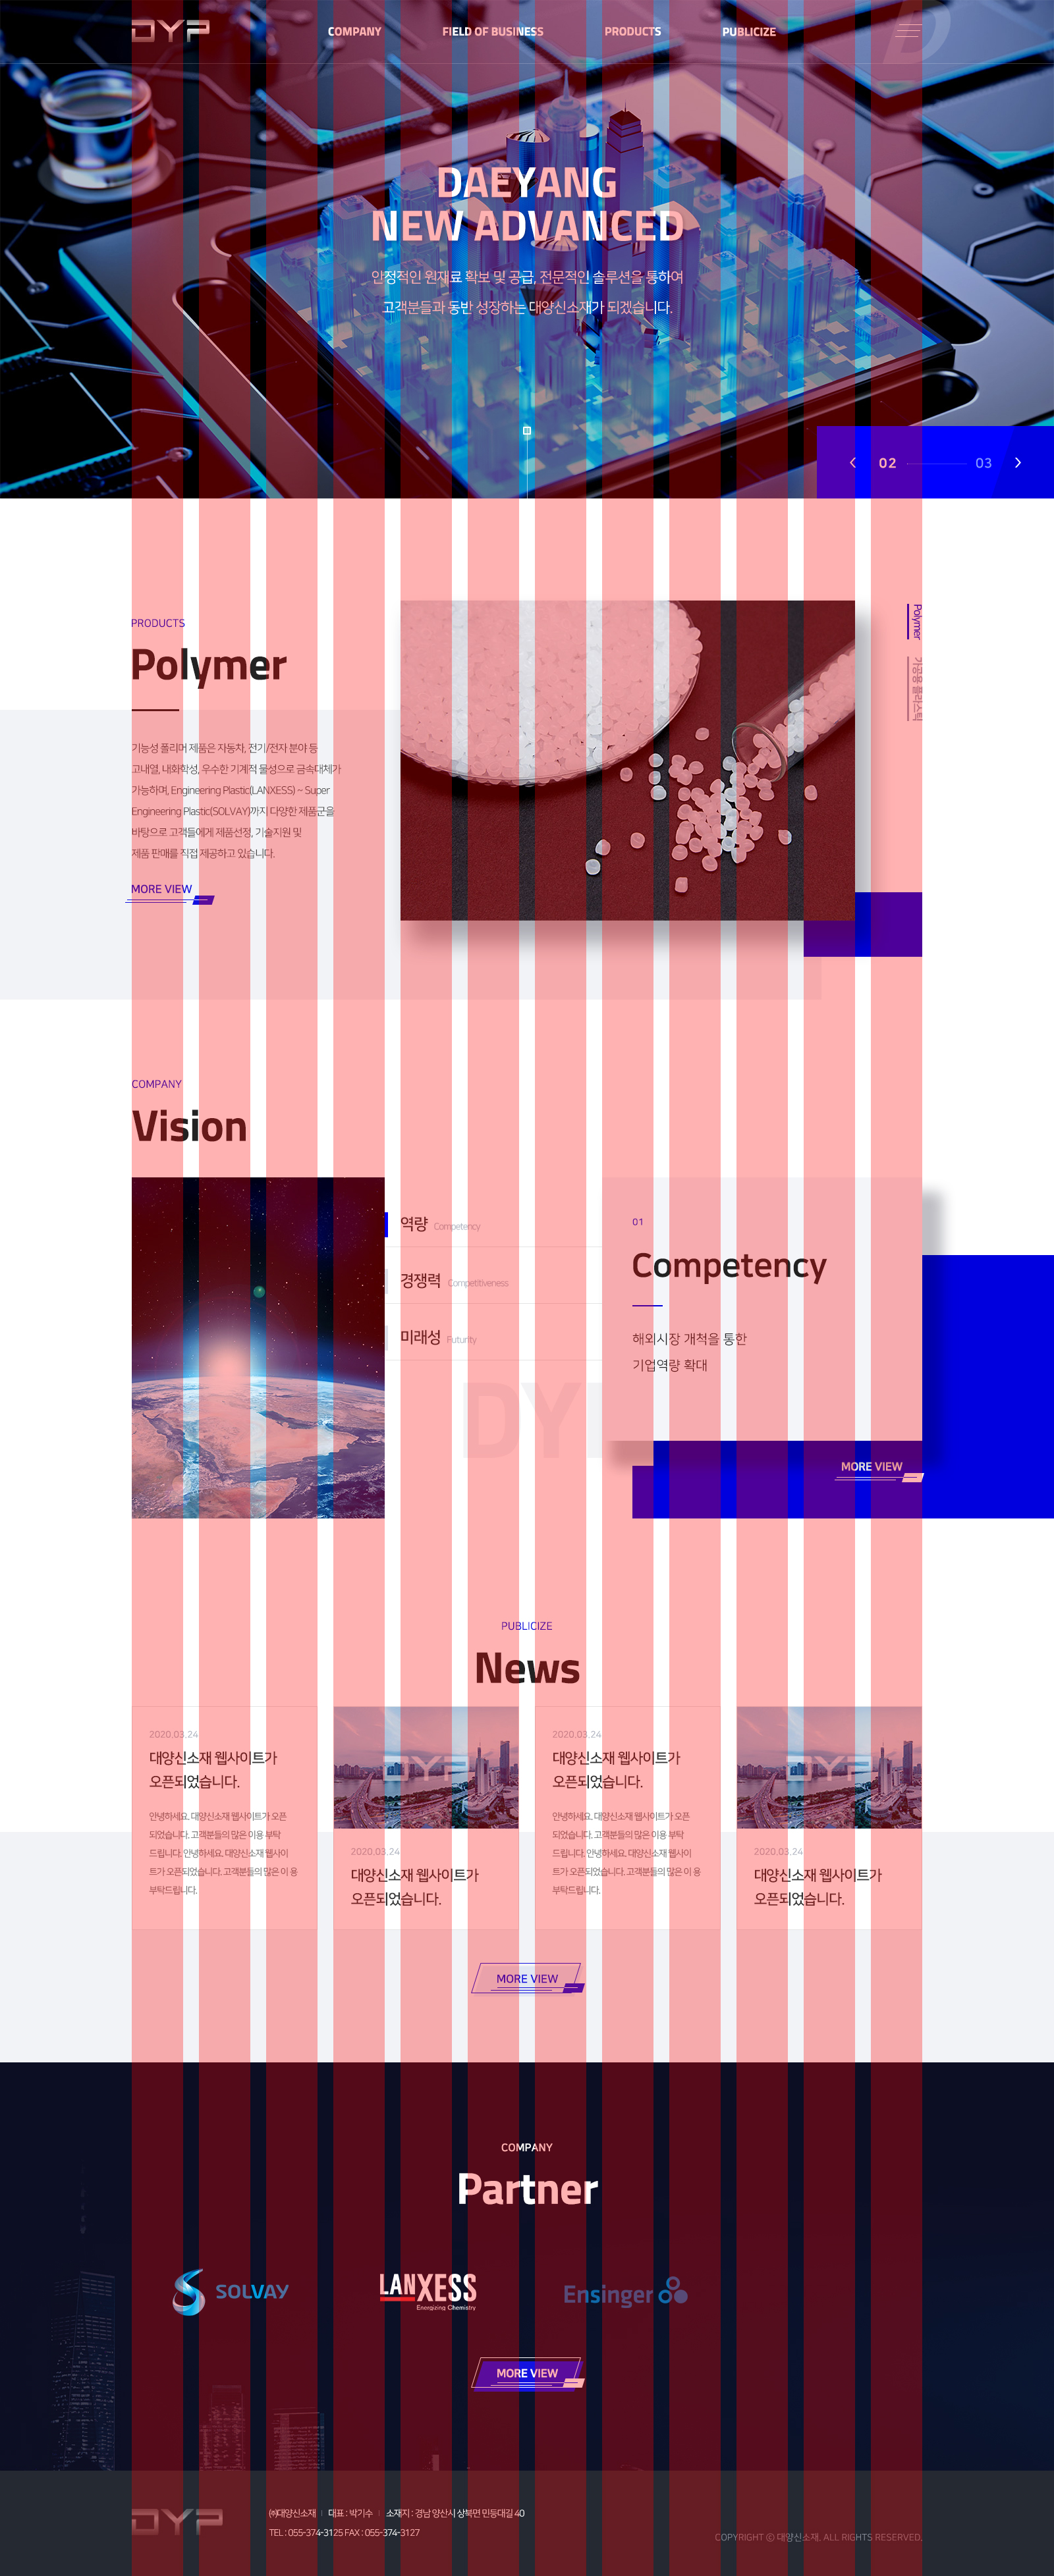 DYP
COMPANY
FIELD OF BUSINESS
PRODUCTS
PUBLICIZE
DAEYANG
NEW ADVANCED
안정적인 원재료 확보 및 공급, 전문적인 솔루션을 통하여
고객분들과 동반 성장하는 대양신소재가 되겠습니다.
02
03
PRODUCTS
Polymer
기능성 폴리머 제품은 자동차, 전기/전자 분야 등
고내열, 내화학성, 우수한 기계적 물성으로 금속대체가
가능하며, Engineering Plastic(LANXESS) ~ Super
Engineering Plastic(SOLVAY)까지 다양한 제품군을
바탕으로 고객들에게 제품선정, 기술지원 및
제품 판매를 직접 제공하고 있습니다.
MORE VIEW
Polymer
가공용 플라스틱
COMPANY
Vision
역량 Competency
경쟁력 Competitiveness
미래성 Futurity
DY
01
Competency
해외시장 개척을 통한
기업역량 확대
MORE VIEW
PUBLICIZE
News
2020.03.24
대양신소재 웹사이트가
오픈되었습니다.
안녕하세요. 대양신소재 웹사이트가 오픈
되었습니다. 고객분들의 많은 이용 부탁
드립니다. 안녕하세요. 대양신소재 웹사이
트가 오픈되었습니다. 고객분들의 많은 이 용
부탁드립니다.
DYP
2020.03.24
대양신소재 웹사이트가
오픈되었습니다.
2020.03.24
대양신소재 웹사이트가
오픈되었습니다.
안녕하세요. 대양신소재 웹사이트가 오픈
되었습니다. 고객분들의 많은 이용 부탁
드립니다. 안녕하세요. 대양신소재 웹사이
트가 오픈되었습니다. 고객분들의 많은 이 용
부탁드립니다.
DYP
2020.03.24
대양신소재 웹사이트가
오픈되었습니다.
MORE VIEW
COMPANY
Partner
SOLVAY
LANXESS
Energizing Chemistry
Ensinger
MORE VIEW
DYP
㈜대양신소재 | 대표 : 박기수 | 소재지 : 경남 양산시 상북면 민등대길 40
TEL : 055-374-3125 FAX : 055-374-3127
COPYRIGHT ⓒ 대양신소재. ALL RIGHTS RESERVED.